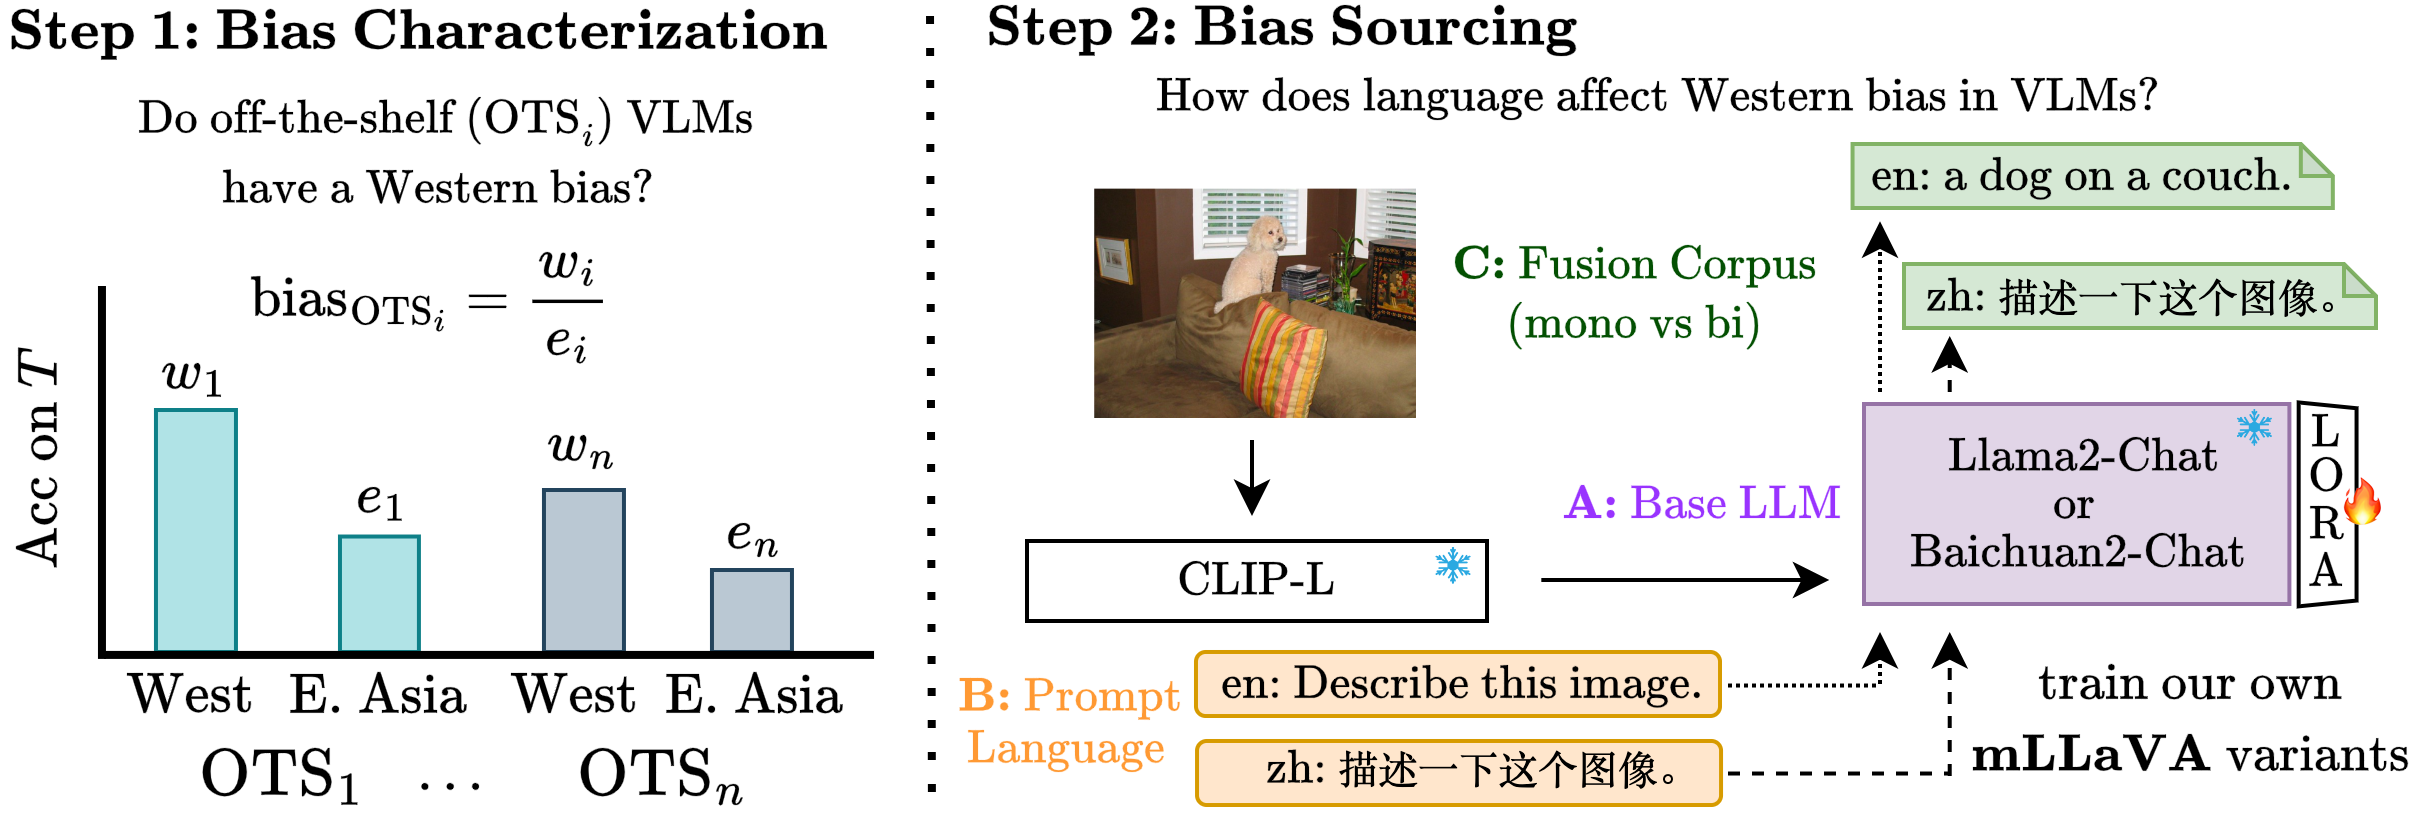 Step 1: Bias Characterization
Do off-the-shelf (OTS_i) VLMs
have a Western bias?
bias_{OTS_i} = w_i / e_i
Acc on T
w_1
e_1
w_n
e_n
West E. Asia West E. Asia
OTS_1 ... OTS_n
Step 2: Bias Sourcing
How does language affect Western bias in VLMs?
en: a dog on a couch.
C: Fusion Corpus
(mono vs bi)
zh: 描述一下这个图像。
A: Base LLM
Llama2-Chat
or
Baichuan2-Chat
LORA
CLIP-L
B: Prompt
Language
en: Describe this image.
zh: 描述一下这个图像。
train our own
mLLaVA variants